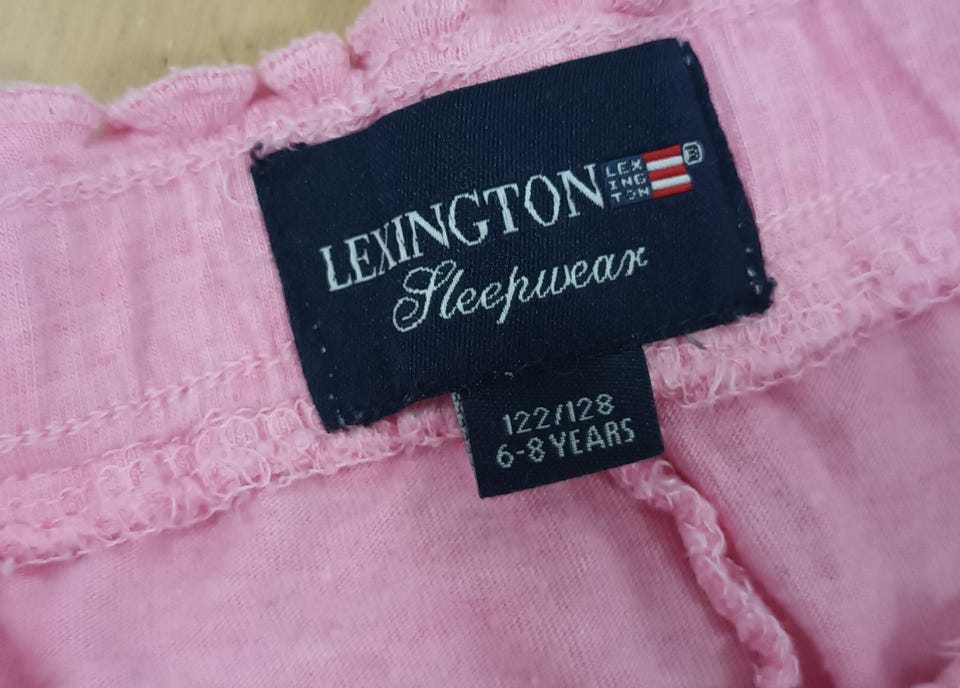 LEXINGTON LEX
ING
TON ®
Sleepwear
122/128
6-8 YEARS